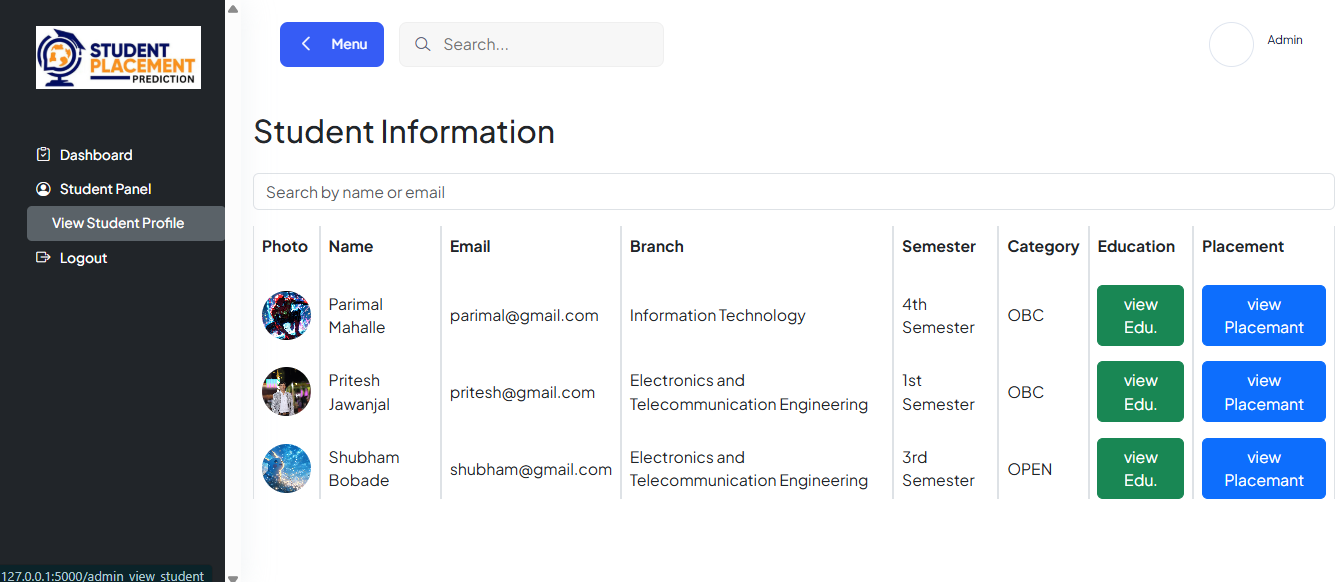 STUDENT
PLACEMENT
PREDICTION
Menu
Search...
Admin
Dashboard
Student Panel
View Student Profile
Logout
Student Information
Search by name or email
Photo Name Email Branch Semester Category Education Placement
Parimal
Mahalle
parimal@gmail.com
Information Technology
4th
Semester
OBC
view
Edu.
view
Placemant
Pritesh
Jawanjal
pritesh@gmail.com
Electronics and
Telecommunication Engineering
1st
Semester
OBC
view
Edu.
view
Placemant
Shubham
Bobade
shubham@gmail.com
Electronics and
Telecommunication Engineering
3rd
Semester
OPEN
view
Edu.
view
Placemant
127.0.0.1:5000/admin_view_student